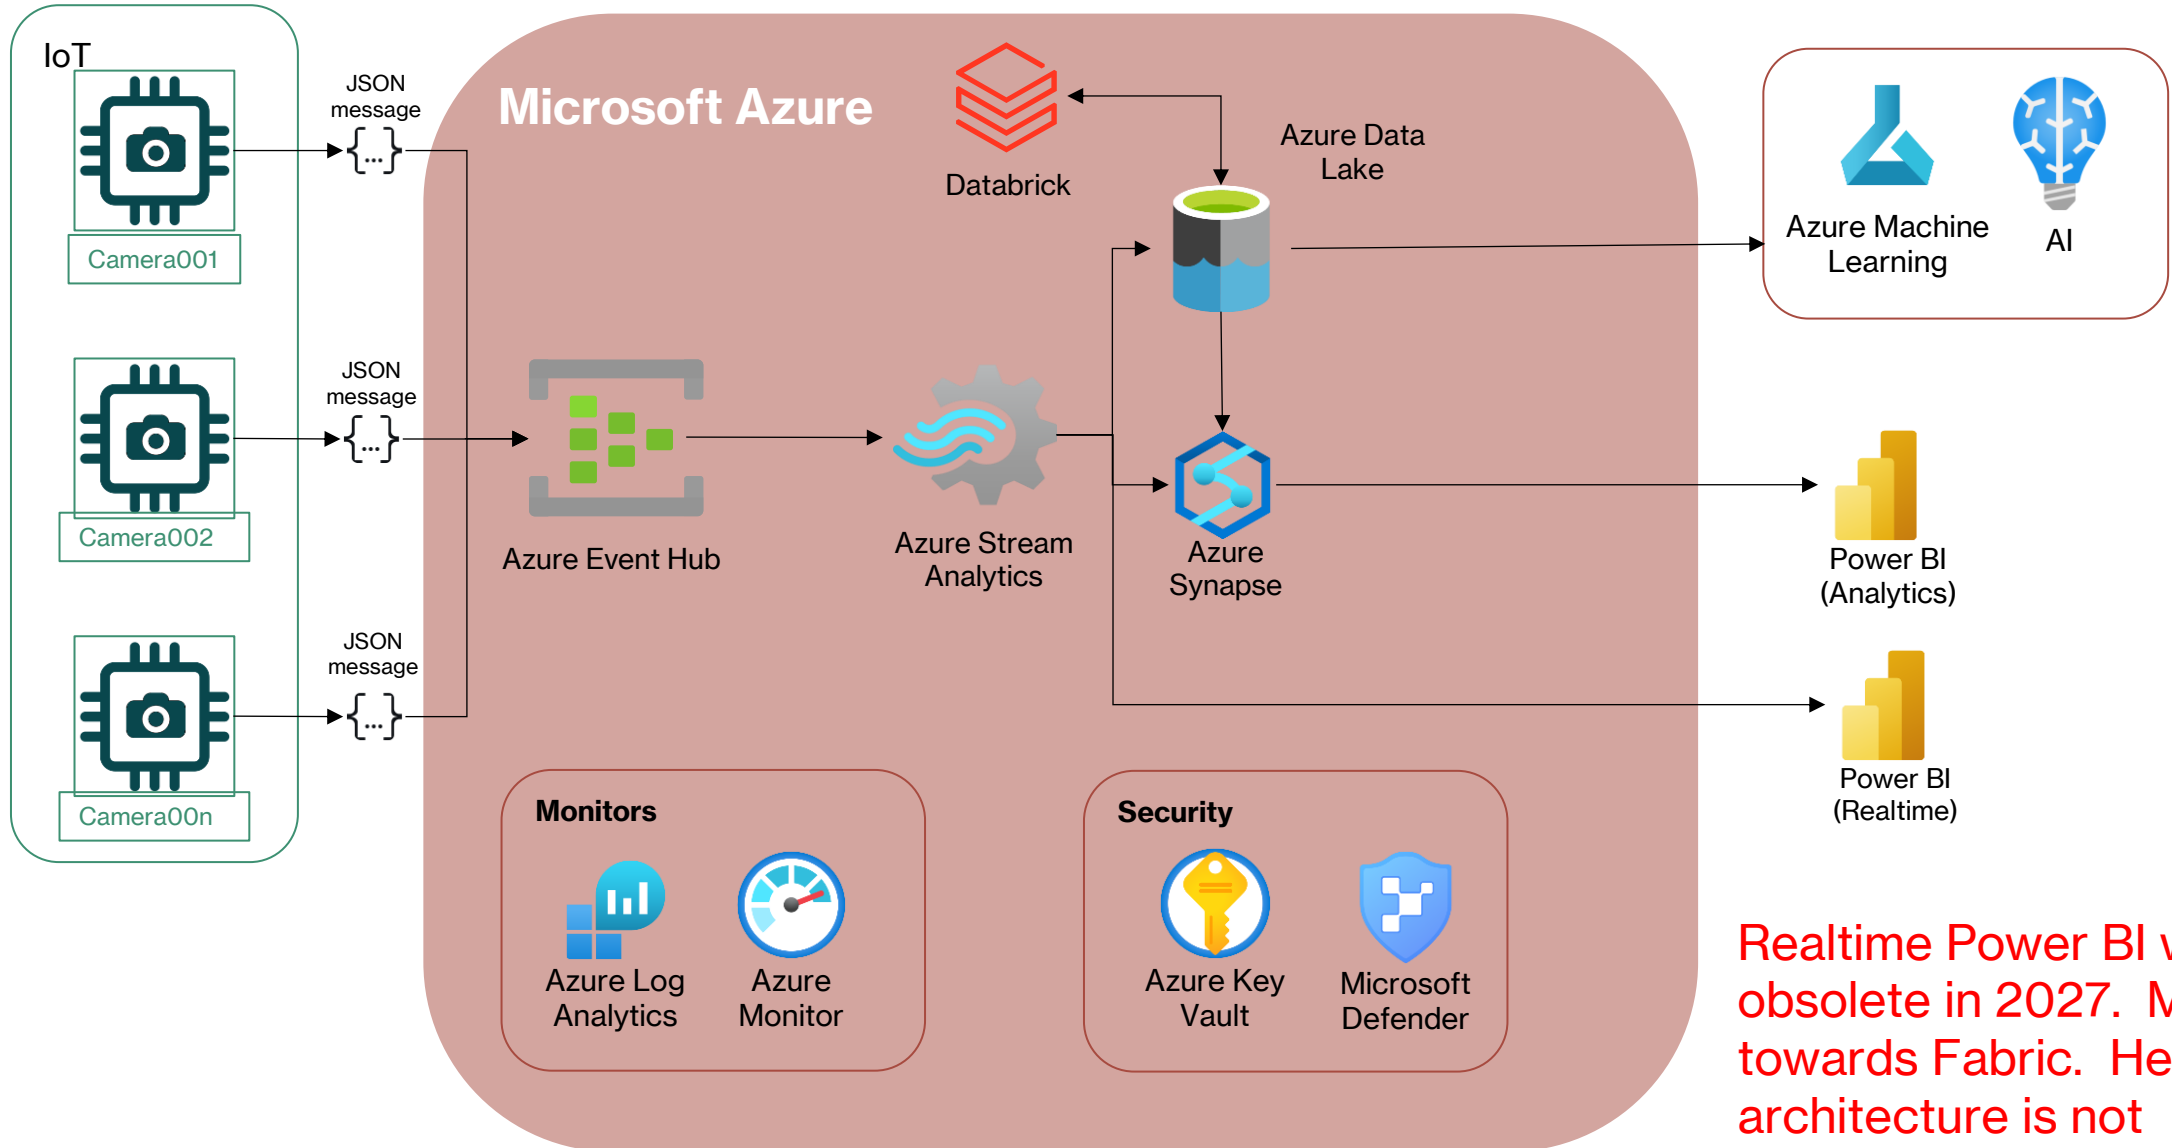 IoT
JSON
message
{...}
Camera001
JSON
message
{...}
Camera002
JSON
message
{...}
Camera00n
Microsoft Azure
Databrick
Azure Data
Lake
Azure Event Hub
Azure Stream
Analytics
Azure
Synapse
Azure Machine
Learning
AI
Power BI
(Analytics)
Power BI
(Realtime)
Monitors
Azure Log
Analytics
Azure
Monitor
Security
Azure Key
Vault
Microsoft
Defender
Realtime Power BI
obsolete in 2027.
towards Fabric.
architecture is not